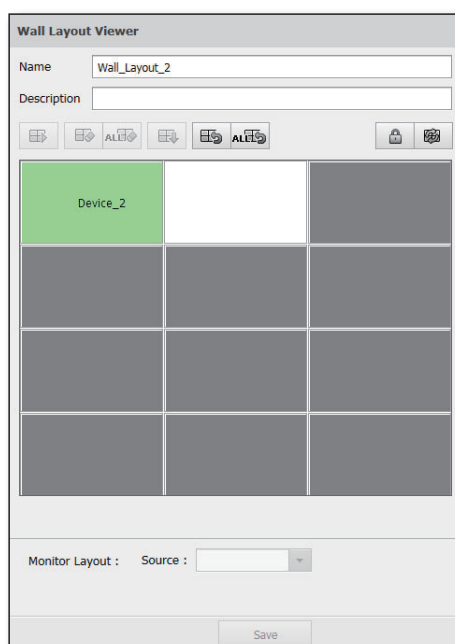 Wall Layout Viewer
Name Wall_Layout_2
Description
ALL ALL
Device_2
Monitor Layout : Source :
Save